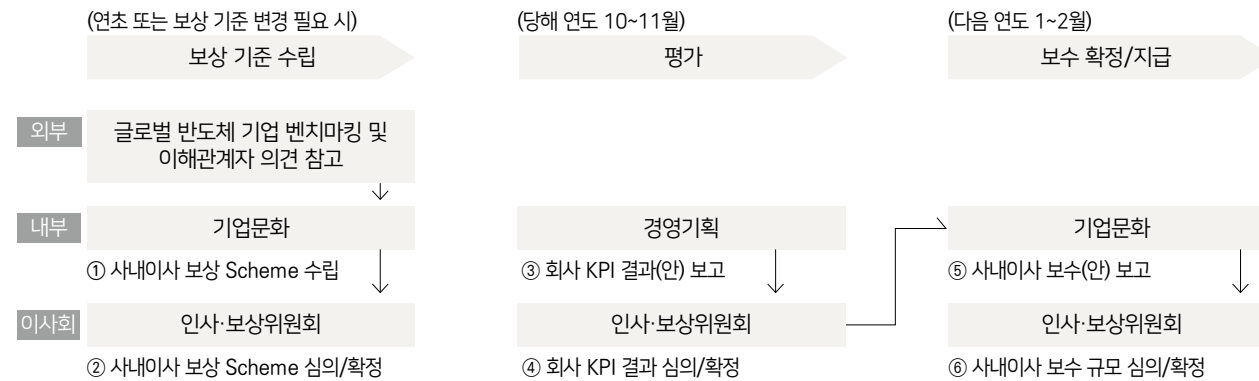 (연초 또는 보상 기준 변경 필요 시)
보상 기준 수립
(당해 연도 10~11월)
평가
(다음 연도 1~2월)
보수 확정/지급
외부
글로벌 반도체 기업 벤치마킹 및
이해관계자 의견 참고
내부
기업문화
① 사내이사 보상 Scheme 수립
경영기획
③ 회사 KPI 결과(안) 보고
기업문화
⑤ 사내이사 보수(안) 보고
이사회
인사·보상위원회
② 사내이사 보상 Scheme 심의/확정
인사·보상위원회
④ 회사 KPI 결과 심의/확정
인사·보상위원회
⑥ 사내이사 보수 규모 심의/확정